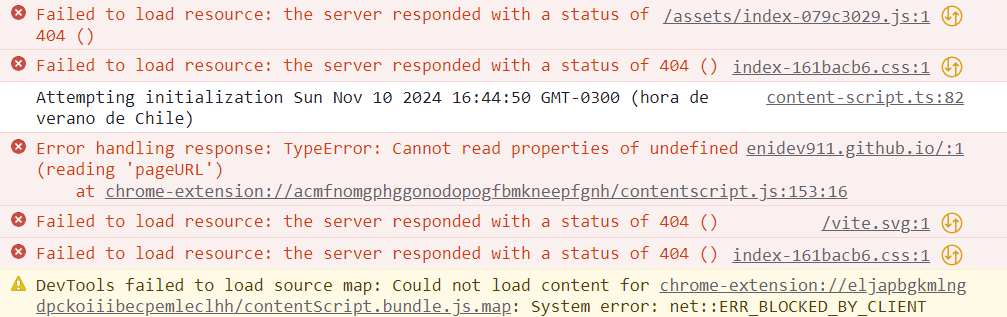 Failed to load resource: the server responded with a status of /assets/index-079c3029.js:1
404 ()
Failed to load resource: the server responded with a status of 404 () index-161bacb6.css:1
Attempting initialization Sun Nov 10 2024 16:44:50 GMT-0300 (hora de content-script.ts:82
verano de Chile)
Error handling response: TypeError: Cannot read properties of undefined enidev911.github.io/:1
(reading 'pageURL')
at chrome-extension://acmfnomgphggonodopogfbmkneepfgnh/contentscript.js:153:16
Failed to load resource: the server responded with a status of 404 () /vite.svg:1
Failed to load resource: the server responded with a status of 404 () index-161bacb6.css:1
DevTools failed to load source map: Could not load content for chrome-extension://eljapbgkmlng
dpckoiiibecpemleclhh/contentScript.bundle.js.map: System error: net::ERR_BLOCKED_BY_CLIENT